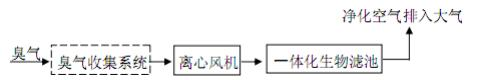 净化空气排入大气
臭气
臭气收集系统
离心风机
一体化生物滤池